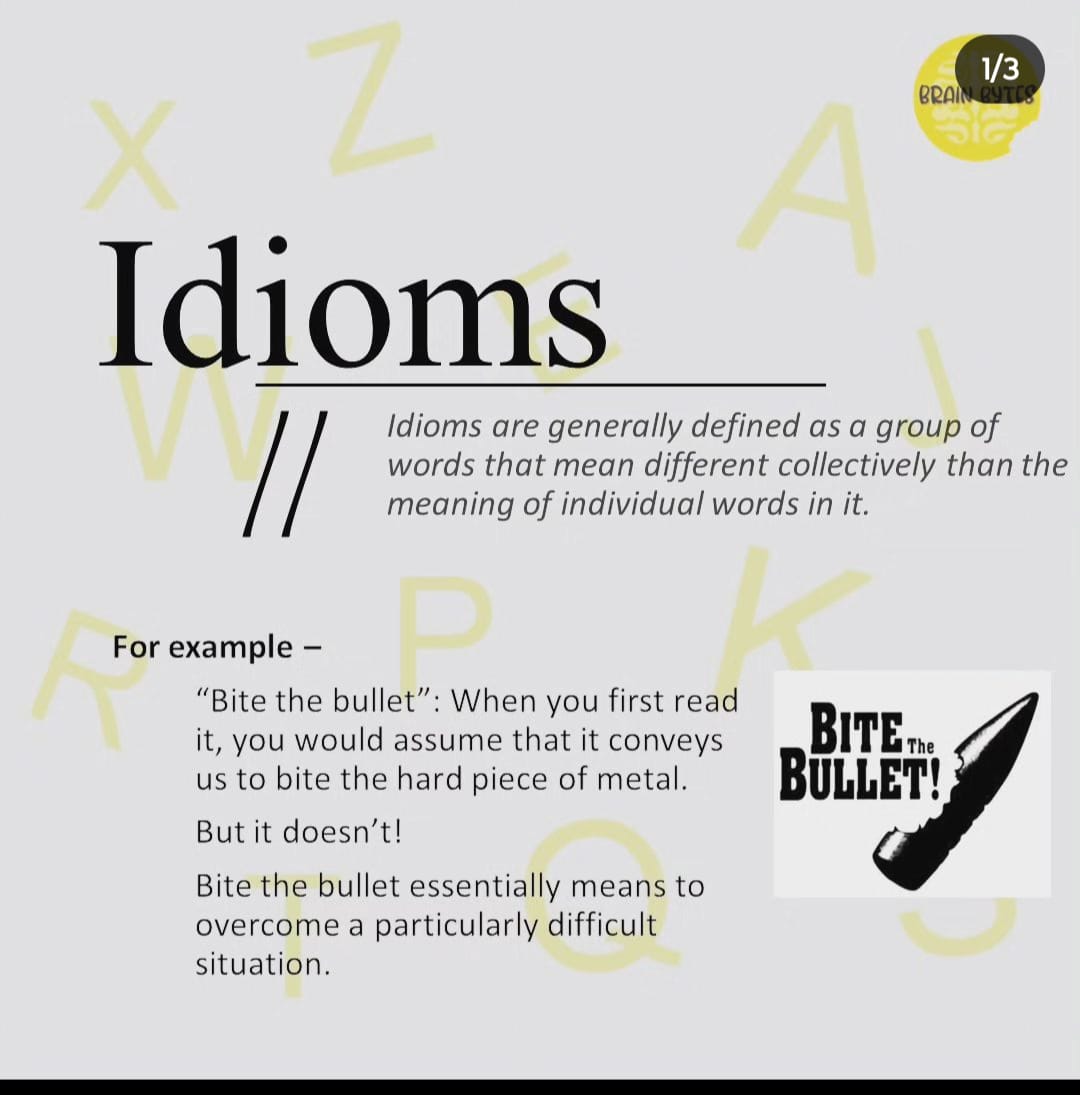 1/3
BRAIN BYTES
X
Z
A
Idioms
E
W
J
//
Idioms are generally defined as a group of
words that mean different collectively than the
meaning of individual words in it.
R
P
K
For example –
“Bite the bullet”: When you first read
it, you would assume that it conveys
us to bite the hard piece of metal.
BITE The
BULLET!
But it doesn’t!
Bite the bullet essentially means to
overcome a particularly difficult
situation.
T
Q